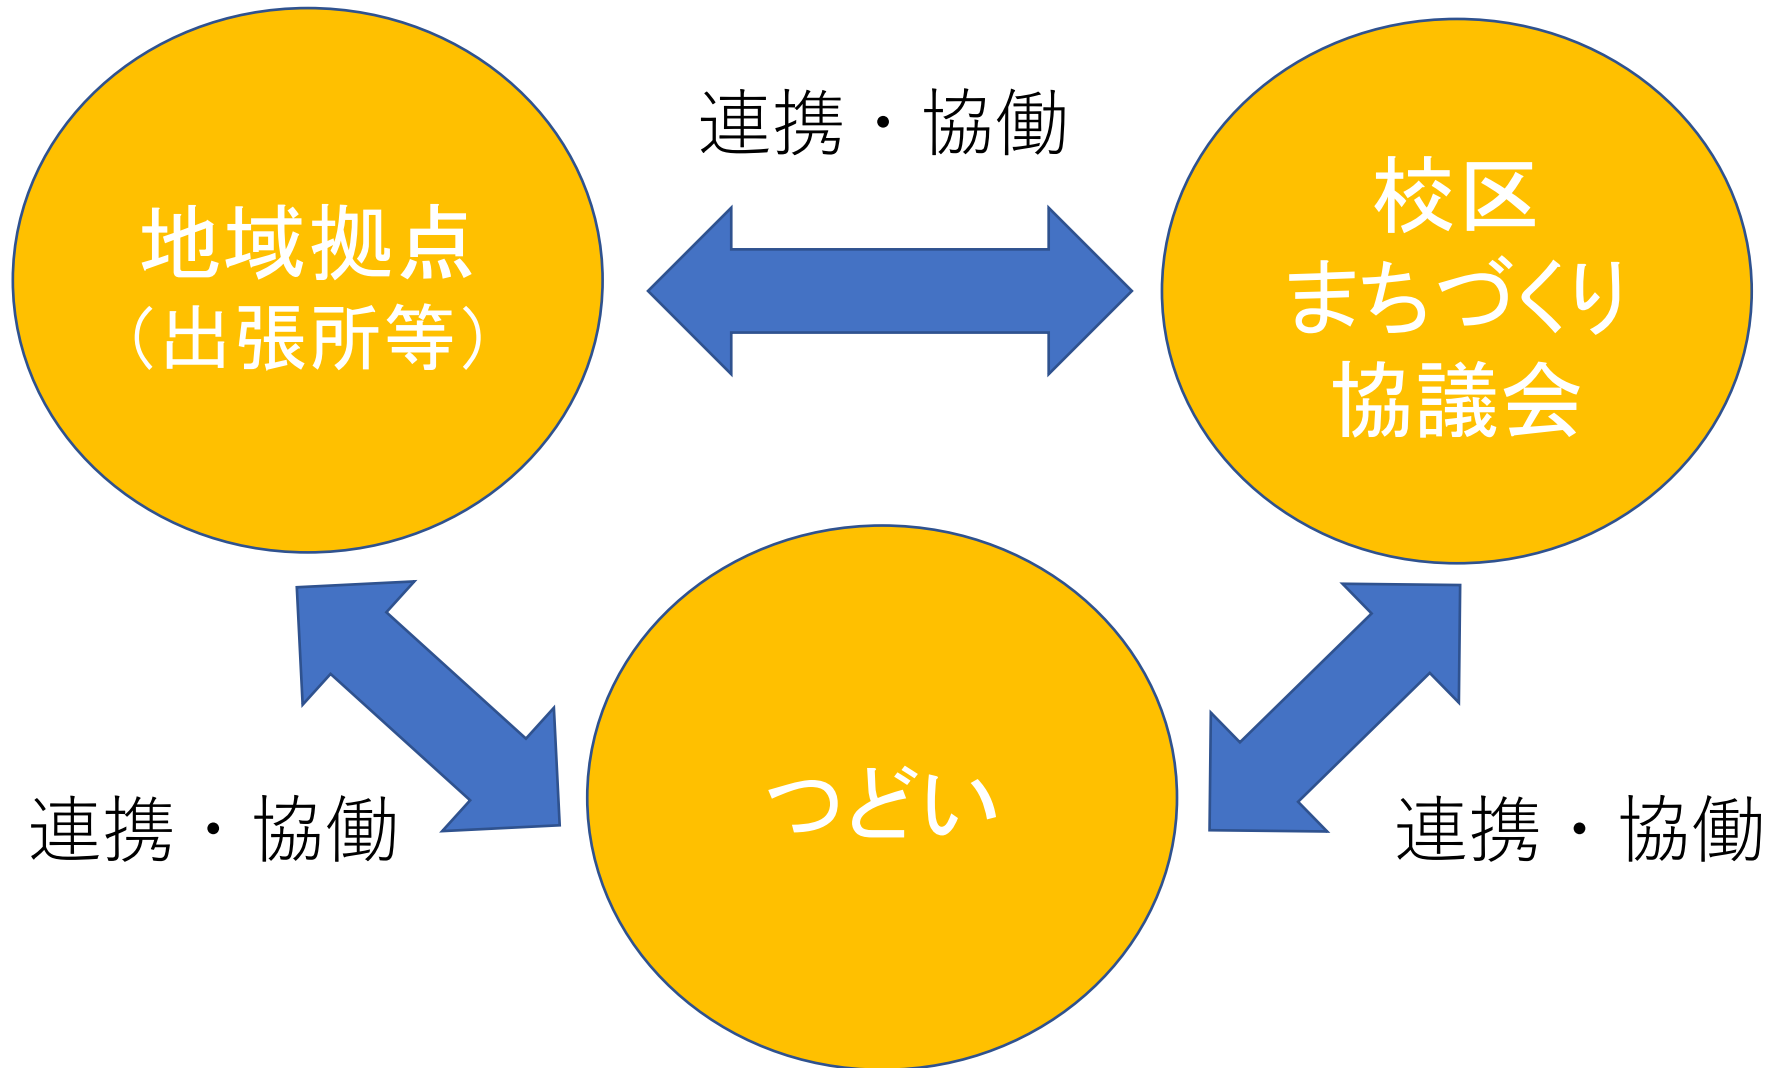 連携・協働
地域拠点
（出張所等）
校区
まちづくり
協議会
つどい
連携・協働
連携・協働